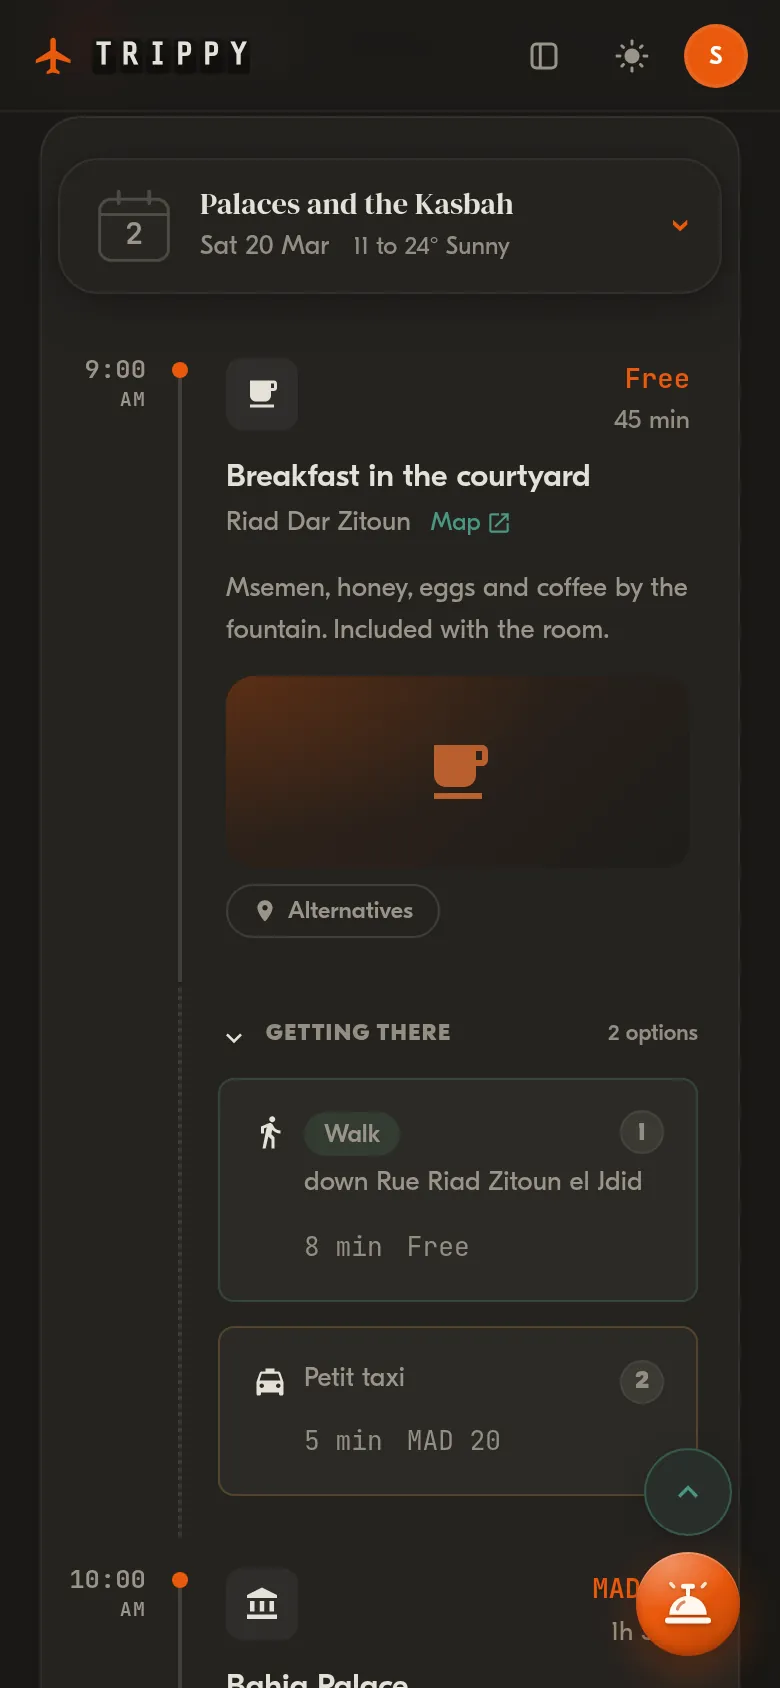 TRIPPY
S
2
Palaces and the Kasbah
Sat 20 Mar 11 to 24° Sunny
9:00
AM
Free
45 min
Breakfast in the courtyard
Riad Dar Zitoun Map
Msemen, honey, eggs and coffee by the
fountain. Included with the room.
Alternatives
GETTING THERE 2 options
Walk 1
down Rue Riad Zitoun el Jdid
8 min Free
Petit taxi 2
5 min MAD 20
10:00
AM
MAD
1h
Bahia Palace